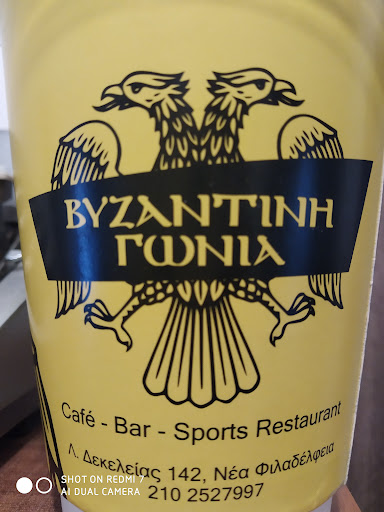 ΒΥΖΑΝΤΙΝΗ
ΓΩΝΙΑ
Café - Bar - Sports Restaurant
Λ. Δεκελείας 142, Νέα Φιλαδέλφεια
210 2527997
SHOT ON REDMI 7
AI DUAL CAMERA